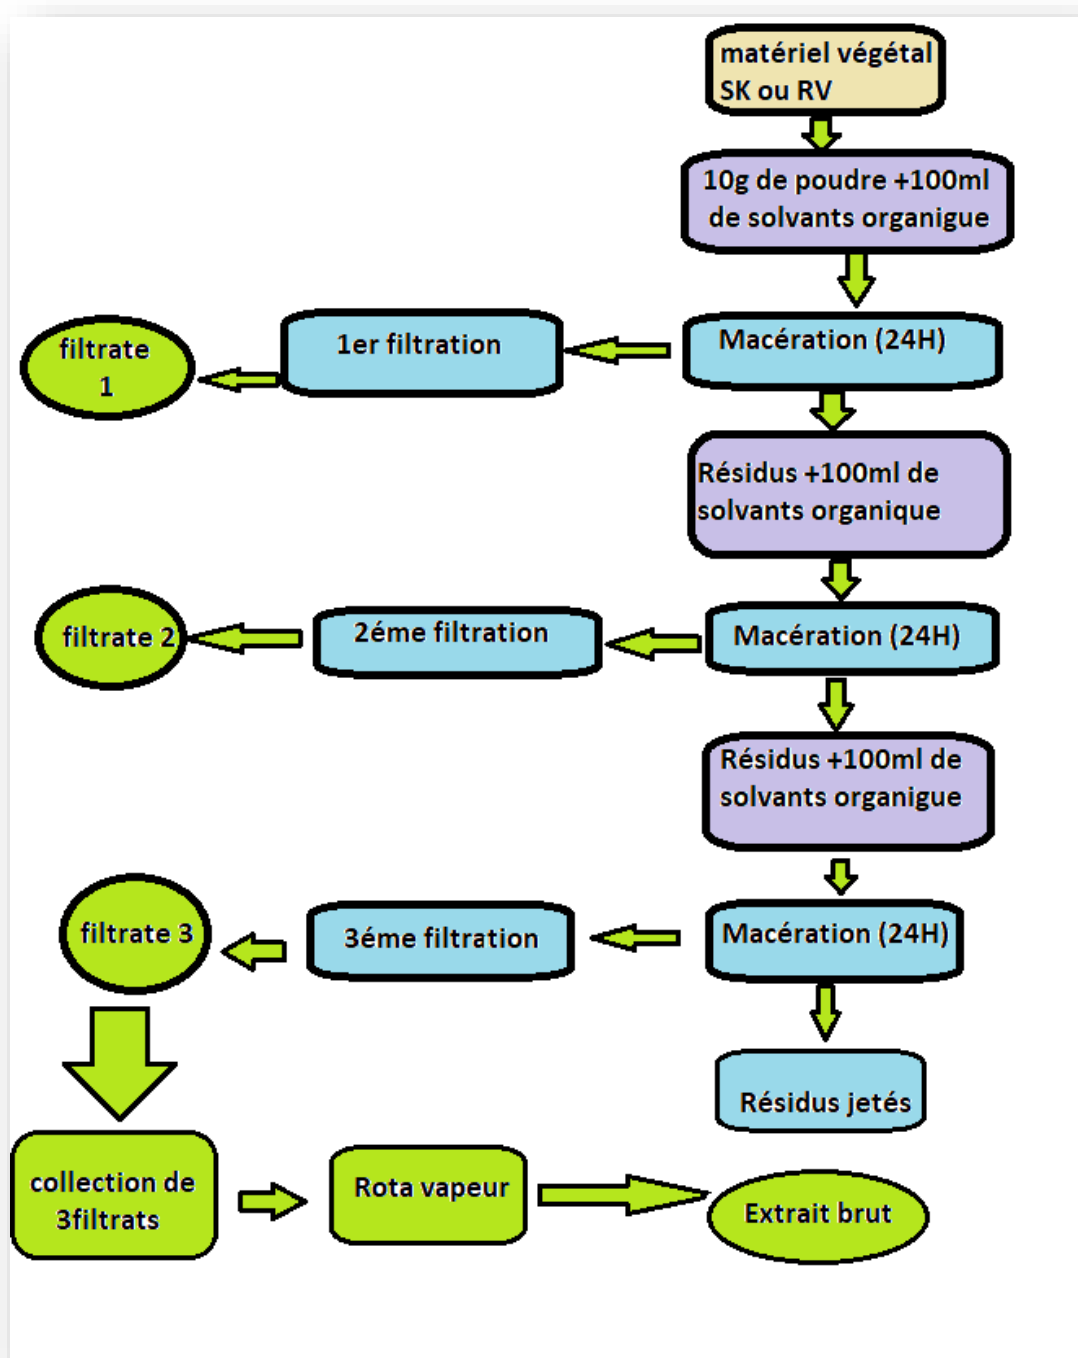 matériel végétal
SK ou RV
10g de poudre +100ml
de solvants organigue
Macération (24H)
1er filtration
filtrate
1
Résidus +100ml de
solvants organique
Macération (24H)
2éme filtration
filtrate 2
Résidus +100ml de
solvants organigue
Macération (24H)
3éme filtration
filtrate 3
Résidus jetés
collection de
3filtrats
Rota vapeur
Extrait brut